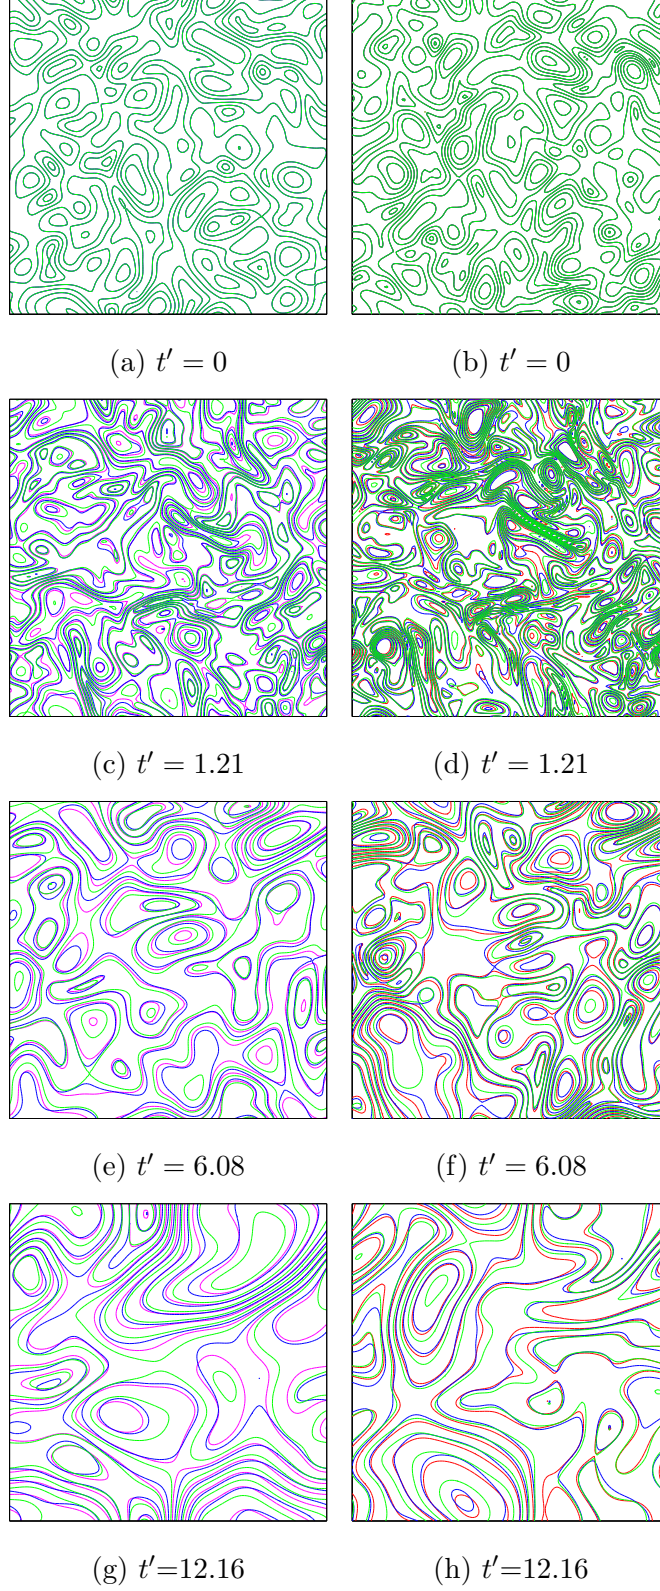 (a) t′ = 0
(b) t′ = 0
(c) t′ = 1.21
(d) t′ = 1.21
(e) t′ = 6.08
(f) t′ = 6.08
(g) t′=12.16
(h) t′=12.16